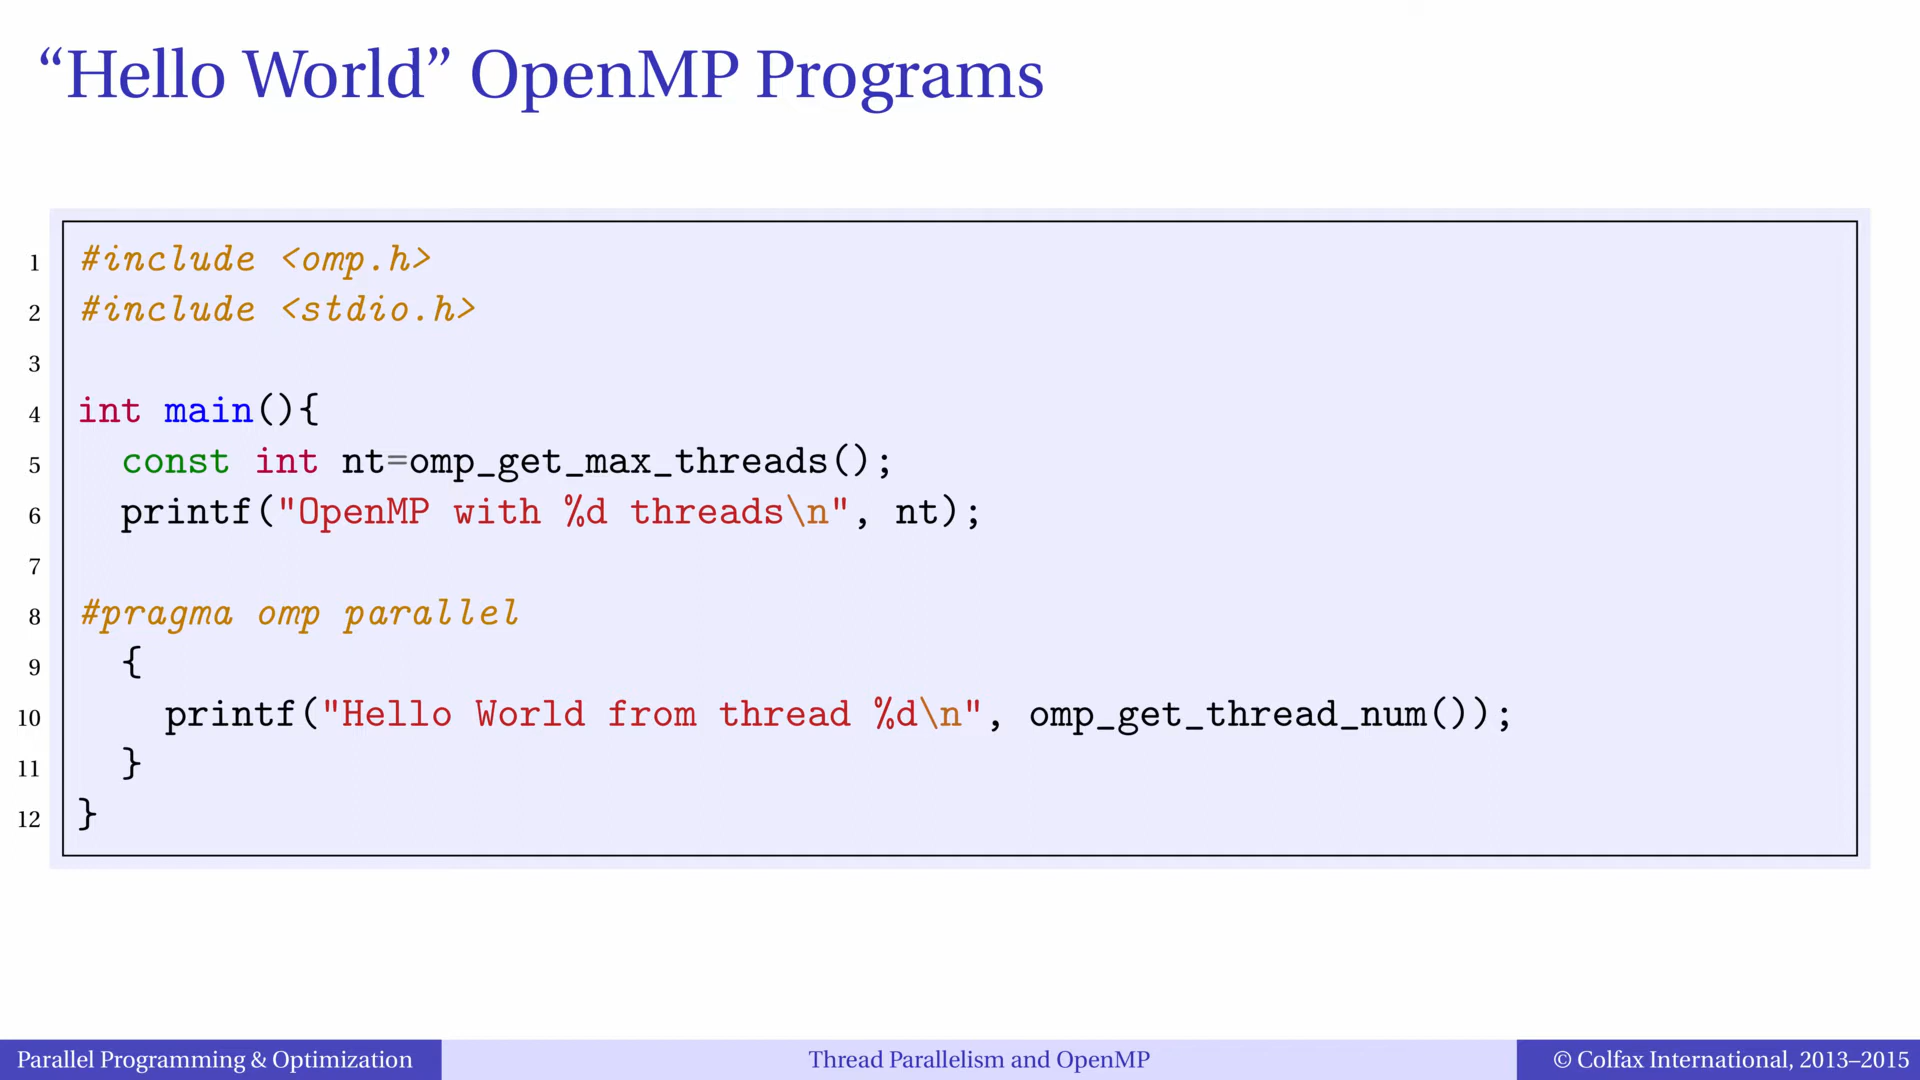 “Hello World” OpenMP Programs
1 #include <omp.h>
2 #include <stdio.h>
3
4 int main(){
5   const int nt=omp_get_max_threads();
6   printf("OpenMP with %d threads\n", nt);
7
8 #pragma omp parallel
9   {
10     printf("Hello World from thread %d\n", omp_get_thread_num());
11   }
12 }
Parallel Programming & Optimization
Thread Parallelism and OpenMP
© Colfax International, 2013–2015